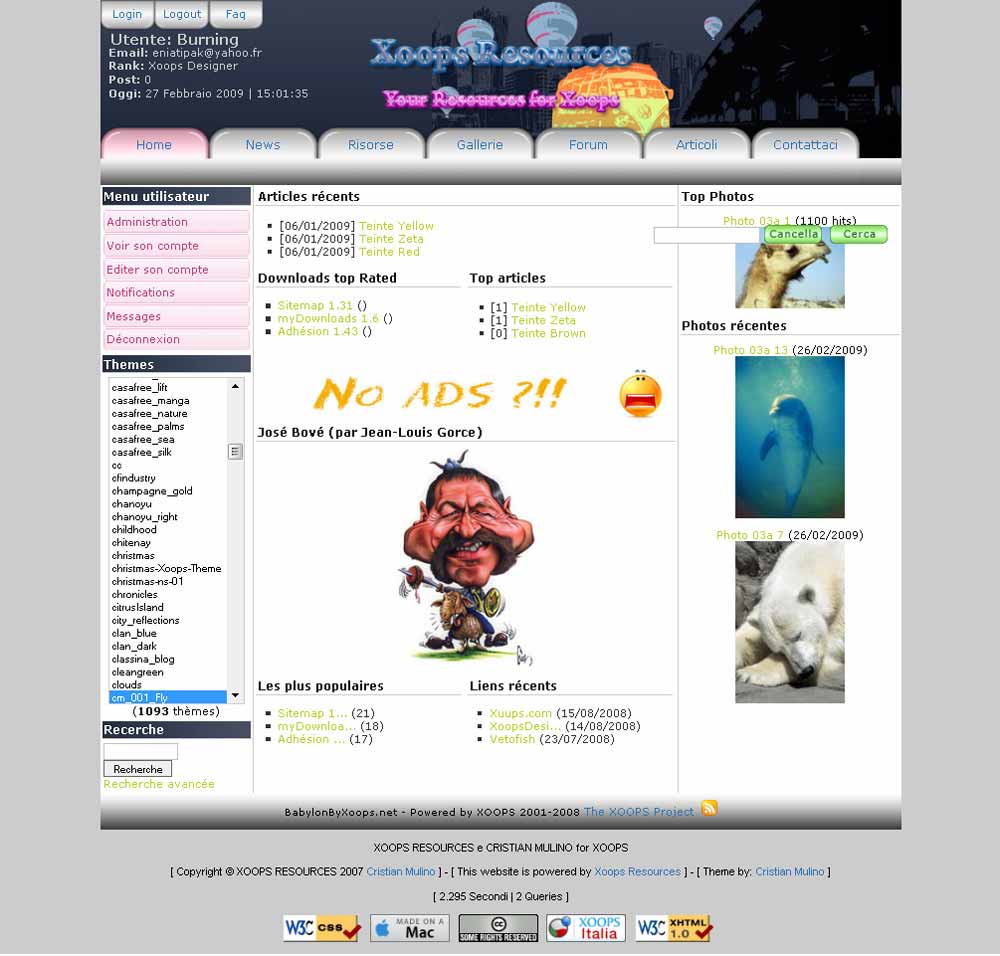 Login Logout Faq
Utente: Burning
Email: eniatipak@yahoo.fr
Rank: Xoops Designer
Post: 0
Oggi: 27 Febbraio 2009 | 15:01:35
Xoops Resources
Your Resources for Xoops
Home News Risorse Gallerie Forum Articoli Contattaci
Menu utilisateur
Administration
Voir son compte
Editer son compte
Notifications
Messages
Déconnexion
Themes
casafree_lift
casafree_manga
casafree_nature
casafree_palms
casafree_sea
casafree_silk
cc
cfindustry
champagne_gold
chanoyu
chanoyu_right
childhood
chitenay
christmas
christmas-Xoops-Theme
christmas-ns-01
chronicles
citrusIsland
city_reflections
clan_blue
clan_dark
classina_blog
cleangreen
clouds
cm_001_Fly
(1093 thèmes)
Recerche
Recherche
Recherche avancée
Articles récents
[06/01/2009] Teinte Yellow
[06/01/2009] Teinte Zeta
[06/01/2009] Teinte Red
Downloads top Rated
Sitemap 1.31 ()
myDownloads 1.6 ()
Adhésion 1.43 ()
Top articles
[1] Teinte Yellow
[1] Teinte Zeta
[0] Teinte Brown
No ADS ?!!
José Bové (par Jean-Louis Gorce)
Les plus populaires
Sitemap 1... (21)
myDownloa... (18)
Adhésion ... (17)
Liens récents
Xuups.com (15/08/2008)
XoopsDesi... (14/08/2008)
Vetofish (23/07/2008)
Top Photos
Photo 03a 1 (1100 hits)
Cancella Cerca
Photos récentes
Photo 03a 13 (26/02/2009)
Photo 03a 7 (26/02/2009)
BabylonByXoops.net - Powered by XOOPS 2001-2008 The XOOPS Project
XOOPS RESOURCES e CRISTIAN MULINO for XOOPS
[ Copyright © XOOPS RESOURCES 2007 Cristian Mulino ] - [ This website is powered by Xoops Resources ] - [ Theme by: Cristian Mulino ]
[ 2.295 Secondi | 2 Queries ]
W3C CSS
MADE ON A
Mac
cc
SOME RIGHTS RESERVED
XOOPS
Italia
W3C XHTML
1.0